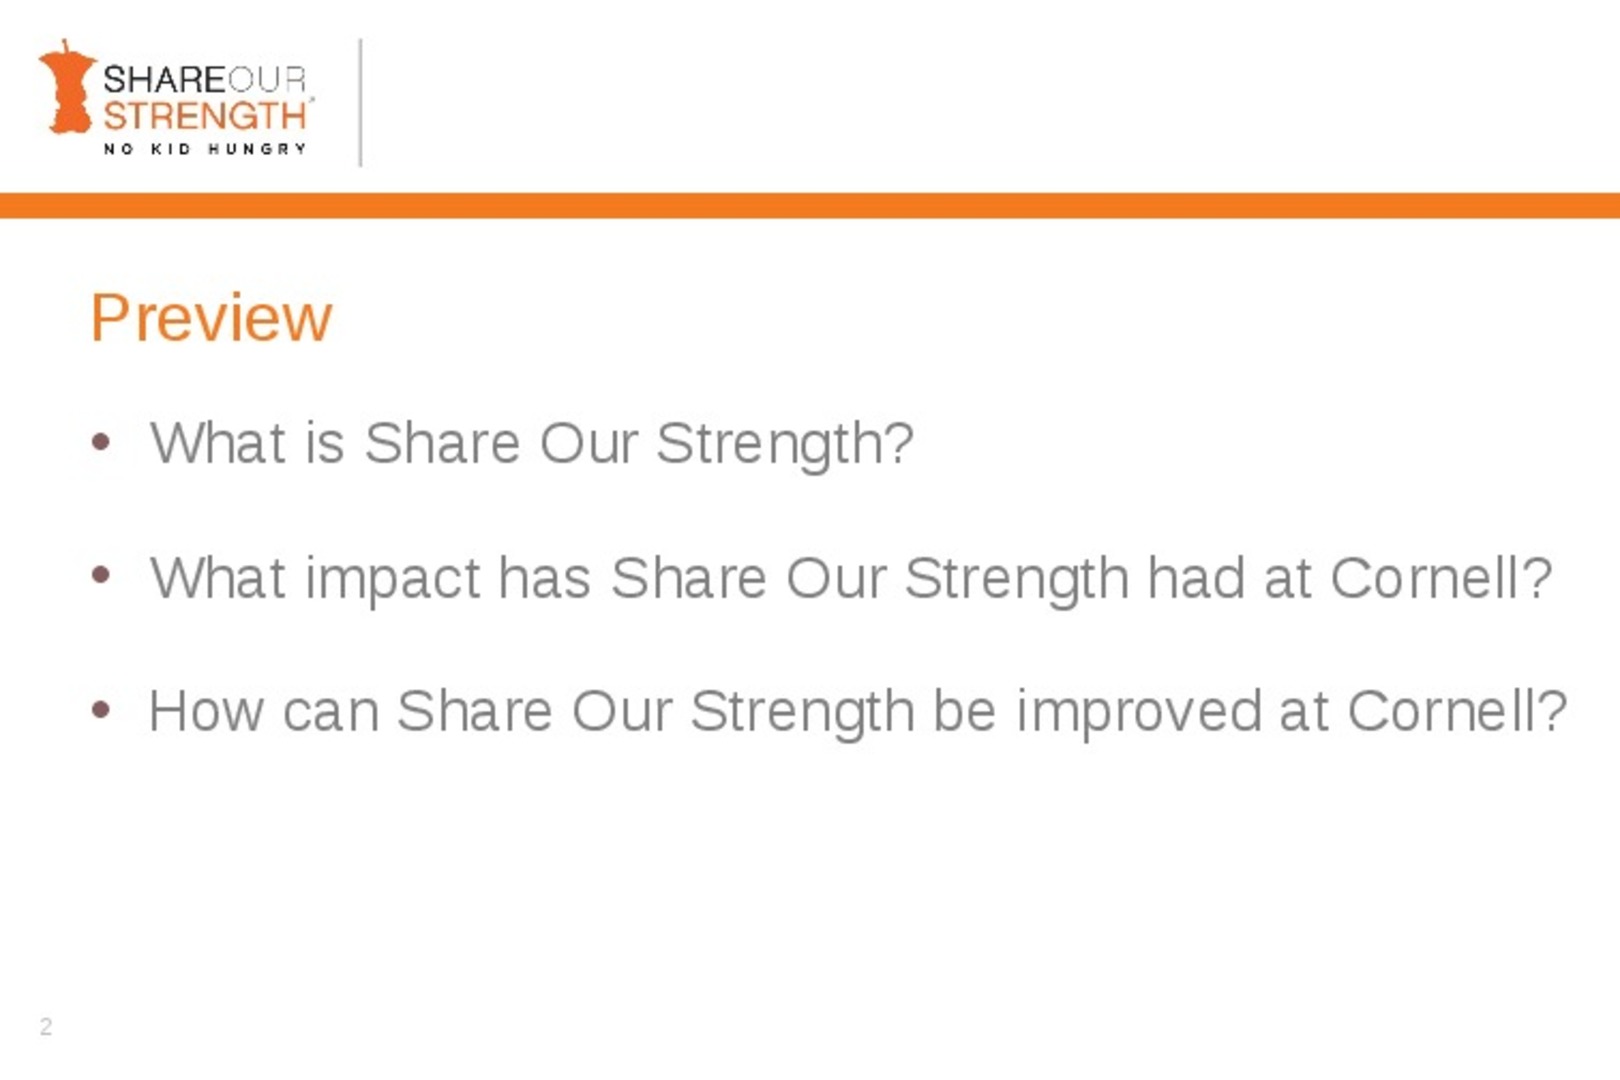 SHAREOUR
STRENGTH
NO KID HUNGRY
Preview
• What is Share Our Strength?
• What impact has Share Our Strength had at Cornell?
• How can Share Our Strength be improved at Cornell?
2